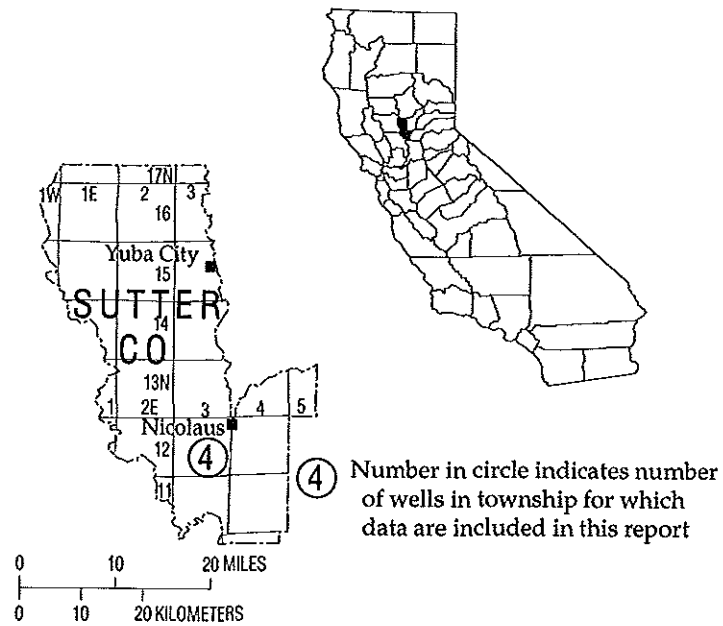 17N
1W 1E 2 3
16
Yuba City
15
SUTTER
14
CO
13N
1 2E 3 4 5
Nicolaus
12
4
11
4 Number in circle indicates number
of wells in township for which
data are included in this report
0 10 20 MILES
0 10 20 KILOMETERS